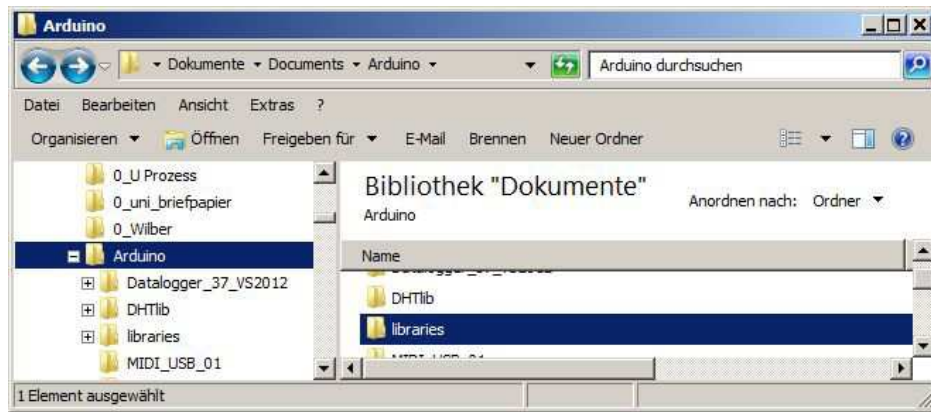 Arduino
Dokumente Documents Arduino Arduino durchsuchen
Datei Bearbeiten Ansicht Extras ?
Organisieren Öffnen Freigeben für E-Mail Brennen Neuer Ordner
0_U Prozess
0_uni_briefpapier
0_Wilber
Arduino
Datalogger_37_VS2012
DHTlib
libraries
MIDI_USB_01
Bibliothek "Dokumente"
Arduino
Anordnen nach: Ordner
Name
DHTlib
libraries
1 Element ausgewählt